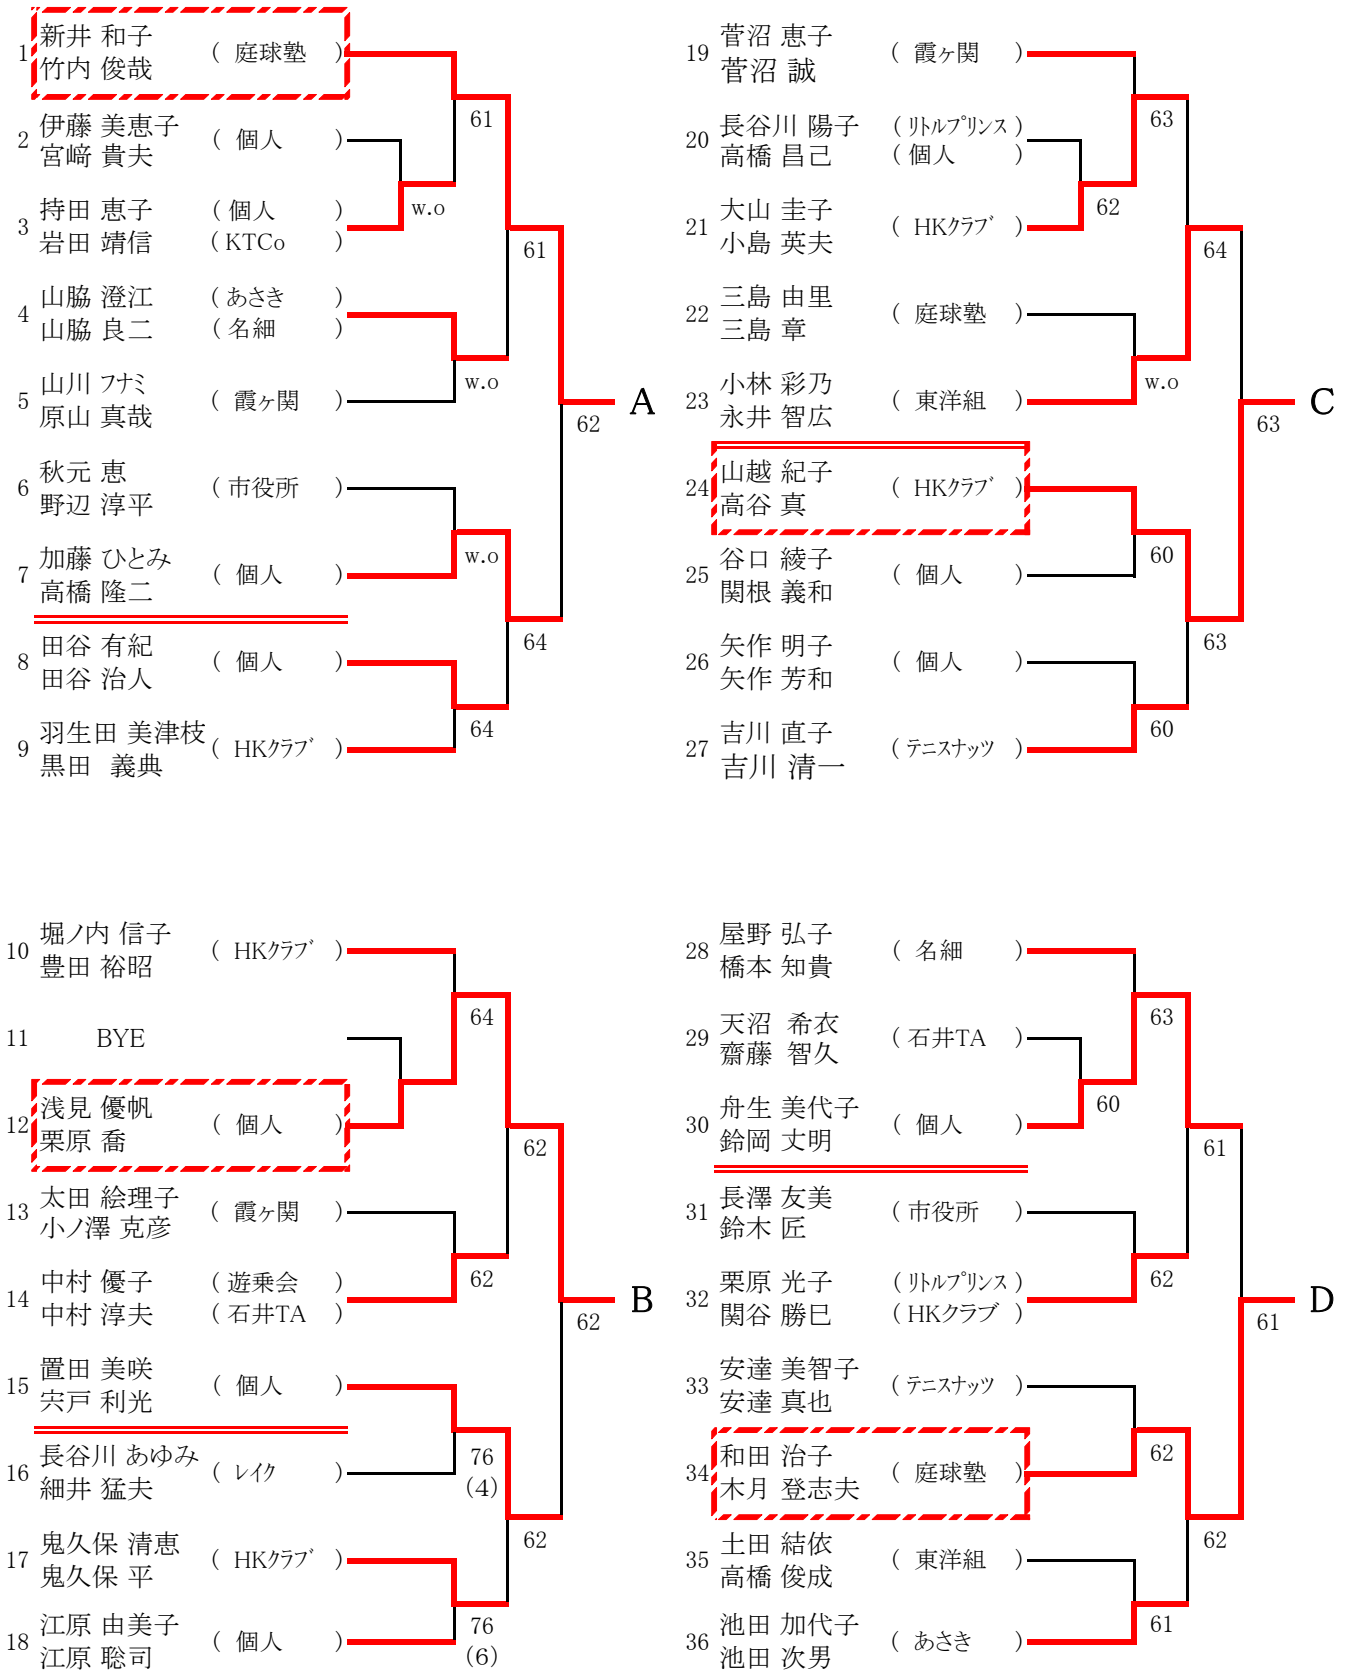 1 新井 和子 ( 庭球塾 )
竹内 俊哉
61
2 伊藤 美恵子 ( 個人 )
宮﨑 貴夫
w.o
3 持田 恵子 ( 個人 )
岩田 靖信 ( KTCo )
61
4 山脇 澄江 ( あさき )
山脇 良二 ( 名細 )
w.o
5 山川 フナミ ( 霞ヶ関 )
原山 真哉
62 A
6 秋元 恵 ( 市役所 )
野辺 淳平
w.o
7 加藤 ひとみ ( 個人 )
高橋 隆二
64
8 田谷 有紀 ( 個人 )
田谷 治人
64
9 羽生田 美津枝 ( HKクラブ )
黒田 義典
19 菅沼 恵子 ( 霞ヶ関 )
菅沼 誠
63
20 長谷川 陽子 ( リトルプリンス )
高橋 昌己 ( 個人 )
62
21 大山 圭子 ( HKクラブ )
小島 英夫
64
22 三島 由里 ( 庭球塾 )
三島 章
w.o
23 小林 彩乃 ( 東洋組 )
永井 智広
63 C
24 山越 紀子 ( HKクラブ )
高谷 真
60
25 谷口 綾子 ( 個人 )
関根 義和
63
26 矢作 明子 ( 個人 )
矢作 芳和
60
27 吉川 直子 ( テニスナッツ )
吉川 清一
10 堀ノ内 信子 ( HKクラブ )
豊田 裕昭
64
11 BYE
12 浅見 優帆 ( 個人 )
栗原 喬
62
13 太田 絵理子 ( 霞ヶ関 )
小ノ澤 克彦
62
14 中村 優子 ( 遊乗会 )
中村 淳夫 ( 石井TA )
62 B
15 置田 美咲 ( 個人 )
宍戸 利光
76
(4)
16 長谷川 あゆみ ( レイク )
細井 猛夫
62
17 鬼久保 清恵 ( HKクラブ )
鬼久保 平
76
(6)
18 江原 由美子 ( 個人 )
江原 聡司
28 屋野 弘子 ( 名細 )
橋本 知貴
63
29 天沼 希衣 ( 石井TA )
齋藤 智久
60
30 舟生 美代子 ( 個人 )
鈴岡 丈明
61
31 長澤 友美 ( 市役所 )
鈴木 匠
62
32 栗原 光子 ( リトルプリンス )
関谷 勝巳 ( HKクラブ )
61 D
33 安達 美智子 ( テニスナッツ )
安達 真也
62
34 和田 治子 ( 庭球塾 )
木月 登志夫
62
35 土田 結依 ( 東洋組 )
高橋 俊成
61
36 池田 加代子 ( あさき )
池田 次男